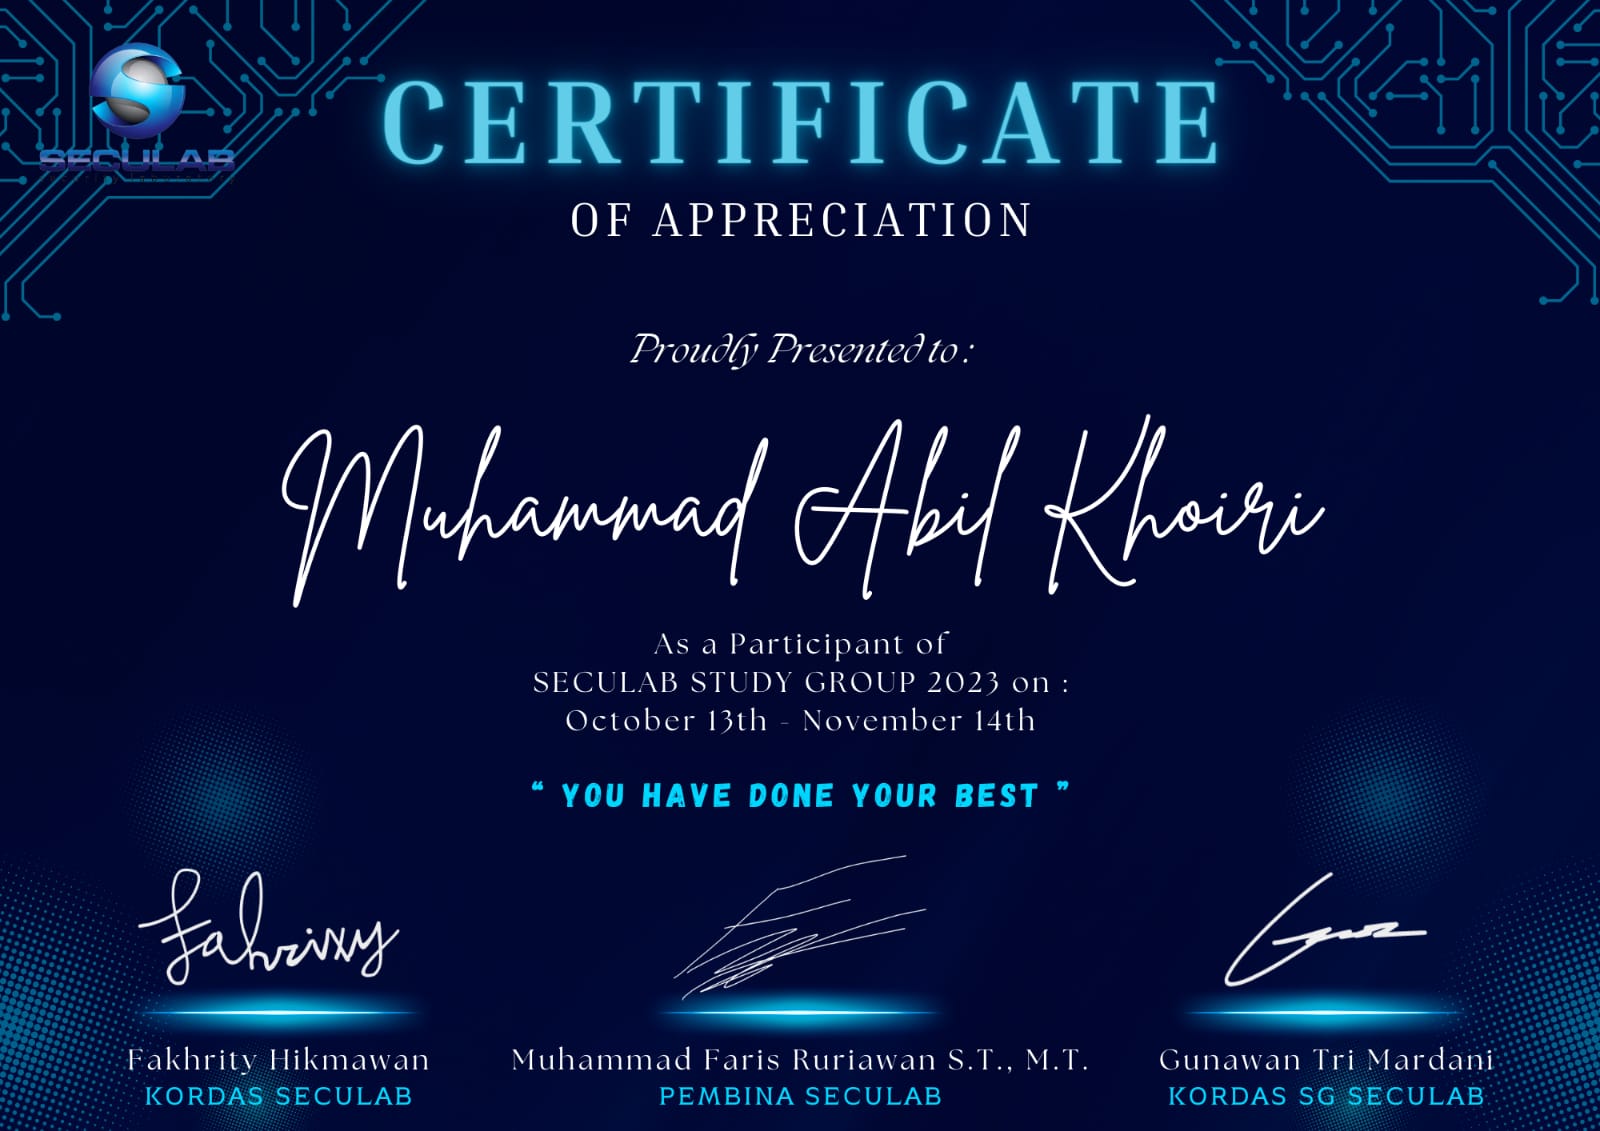 SECULAB
CERTIFICATE
OF APPRECIATION
Proudly Presented to :
Muhammad Abil Khoiri
As a Participant of
SECULAB STUDY GROUP 2023 on :
October 13th - November 14th
“ YOU HAVE DONE YOUR BEST ”
Fahrixy
Fakhrity Hikmawan
KORDAS SECULAB
Muhammad Faris Ruriawan S.T., M.T.
PEMBINA SECULAB
Gunawan Tri Mardani
KORDAS SG SECULAB